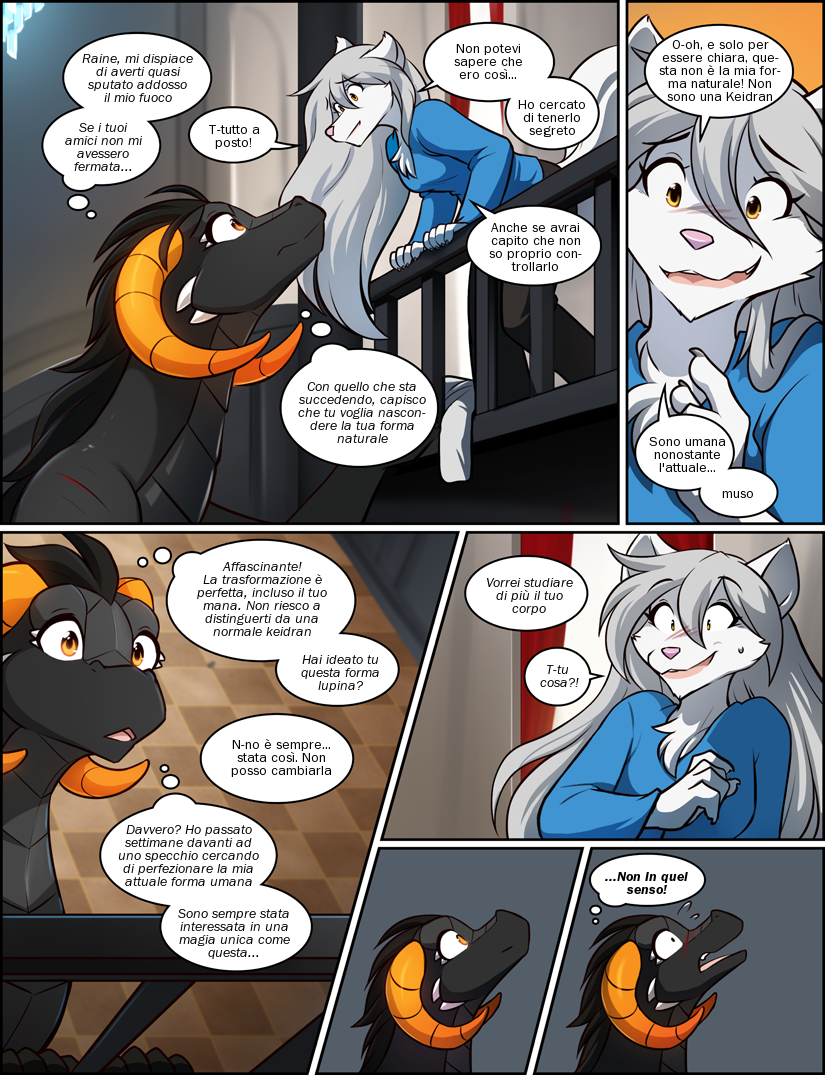 Raine, mi dispiace
di averti quasi
sputato addosso
il mio fuoco
Se i tuoi
amici non mi
avessero
fermata...
T-tutto a
posto!
Non potevi
sapere che
ero così...
Ho cercato
di tenerlo
segreto
Anche se avrai
capito che non
so proprio con-
trollarlo
Con quello che sta
succedendo, capisco
che tu voglia nascon-
dere la tua forma
naturale
O-oh, e solo per
essere chiara, que-
sta non è la mia for-
ma naturale! Non
sono una Keidran
Sono umana
nonostante
l'attuale...
muso
Affascinante!
La trasformazione è
perfetta, incluso il tuo
mana. Non riesco a
distinguerti da una
normale keidran
Hai ideato tu
questa forma
lupina?
N-no è sempre...
stata così. Non
posso cambiarla
Davvero? Ho passato
settimane davanti ad
uno specchio cercando
di perfezionare la mia
attuale forma umana
Sono sempre stata
interessata in una
magia unica come
questa...
Vorrei studiare
di più il tuo
corpo
T-tu
cosa?!
...Non In quel
senso!